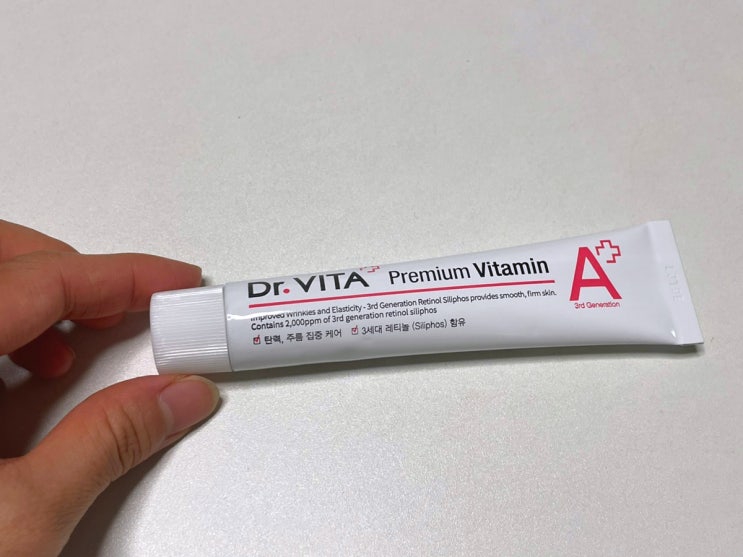 Dr. VITA Premium Vitamin A
3rd Generation
Improved Wrinkles and Elasticity - 3rd Generation Retinol Siliphos provides smooth, firm skin.
Contains 2,000ppm of 3rd generation retinol siliphos
탄력, 주름 집중 케어 3세대 레티놀 (Siliphos) 함유